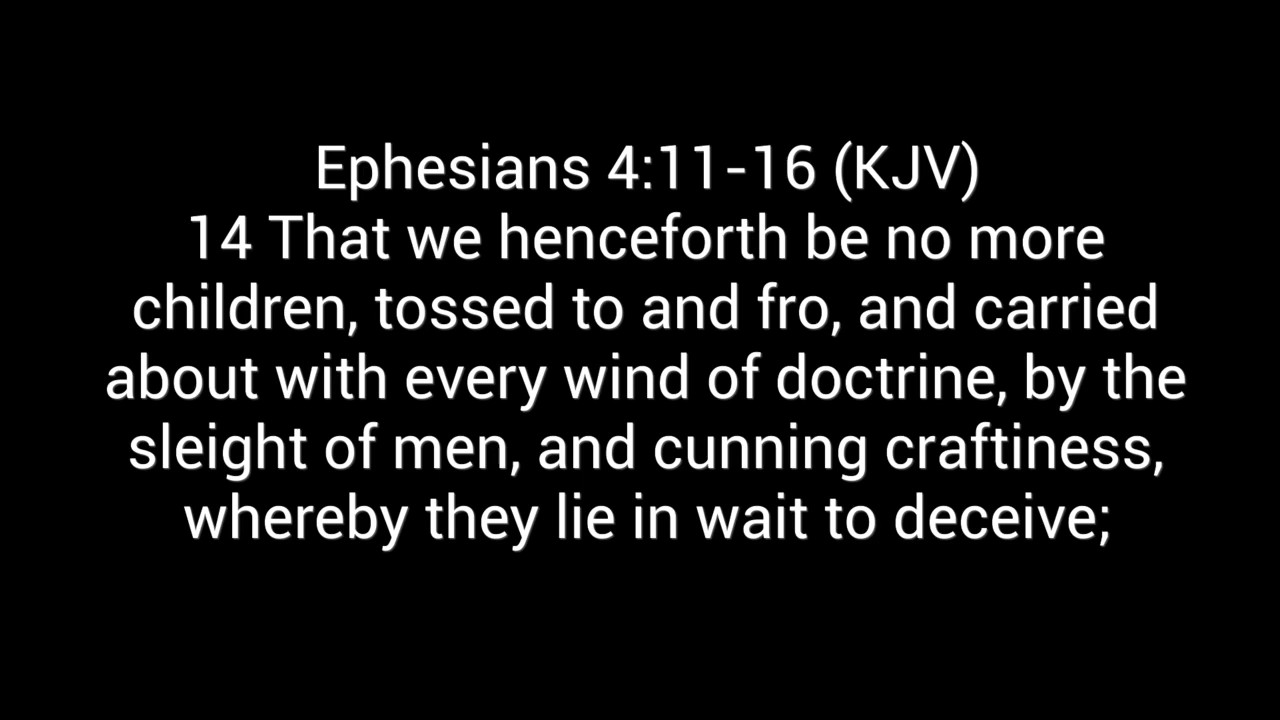 Ephesians 4:11-16 (KJV)
14 That we henceforth be no more
children, tossed to and fro, and carried
about with every wind of doctrine, by the
sleight of men, and cunning craftiness,
whereby they lie in wait to deceive;